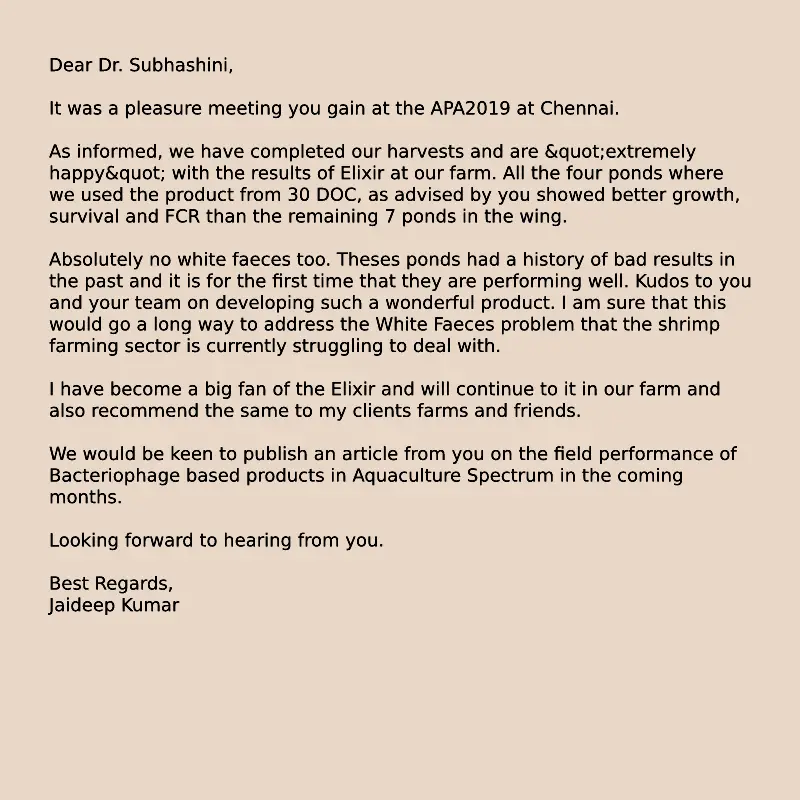 Dear Dr. Subhashini,
It was a pleasure meeting you gain at the APA2019 at Chennai.
As informed, we have completed our harvests and are &quot;extremely
happy&quot; with the results of Elixir at our farm. All the four ponds where
we used the product from 30 DOC, as advised by you showed better growth,
survival and FCR than the remaining 7 ponds in the wing.
Absolutely no white faeces too. Theses ponds had a history of bad results in
the past and it is for the first time that they are performing well. Kudos to you
and your team on developing such a wonderful product. I am sure that this
would go a long way to address the White Faeces problem that the shrimp
farming sector is currently struggling to deal with.
I have become a big fan of the Elixir and will continue to it in our farm and
also recommend the same to my clients farms and friends.
We would be keen to publish an article from you on the field performance of
Bacteriophage based products in Aquaculture Spectrum in the coming
months.
Looking forward to hearing from you.
Best Regards,
Jaideep Kumar